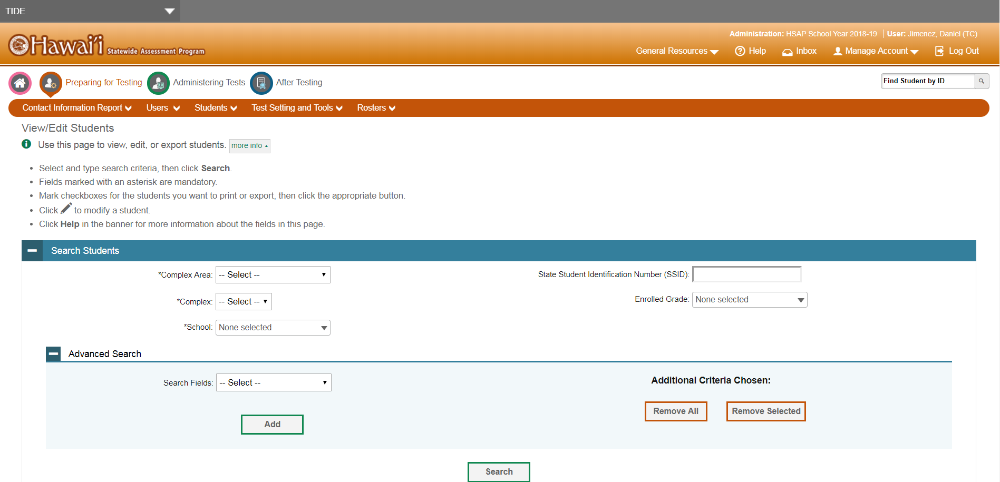 TIDE
Hawai'i Statewide Assessment Program
Administration: HSAP School Year 2018-19 | User: Jimenez, Daniel (TC)
General Resources Help Inbox Manage Account Log Out
Preparing for Testing Administering Tests After Testing
Find Student by ID
Contact Information Report Users Students Test Setting and Tools Rosters
View/Edit Students
Use this page to view, edit, or export students. more info
• Select and type search criteria, then click Search.
• Fields marked with an asterisk are mandatory.
• Mark checkboxes for the students you want to print or export, then click the appropriate button.
• Click to modify a student.
• Click Help in the banner for more information about the fields in this page.
Search Students
*Complex Area: -- Select --
State Student Identification Number (SSID):
*Complex: -- Select --
Enrolled Grade: None selected
*School: None selected
Advanced Search
Search Fields: -- Select --
Additional Criteria Chosen:
Remove All Remove Selected
Add
Search